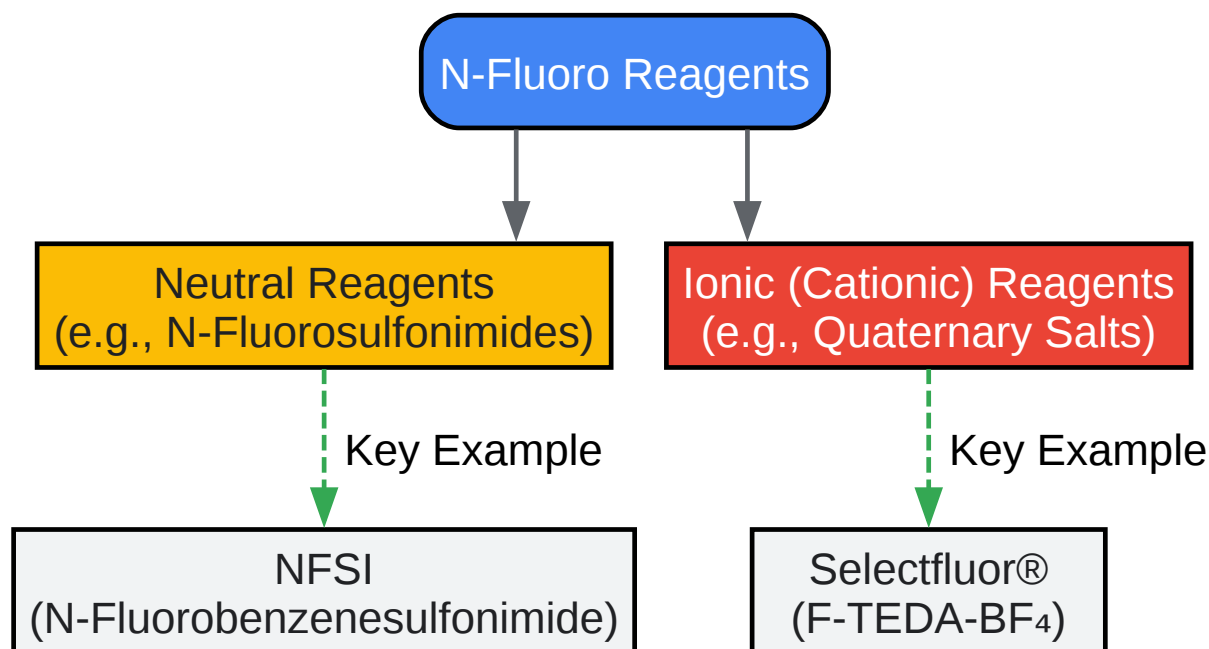 N-Fluoro Reagents
Neutral Reagents
(e.g., N-Fluorosulfonimides)
Ionic (Cationic) Reagents
(e.g., Quaternary Salts)
Key Example
Key Example
NFSI
(N-Fluorobenzenesulfonimide)
Selectfluor®
(F-TEDA-BF₄)